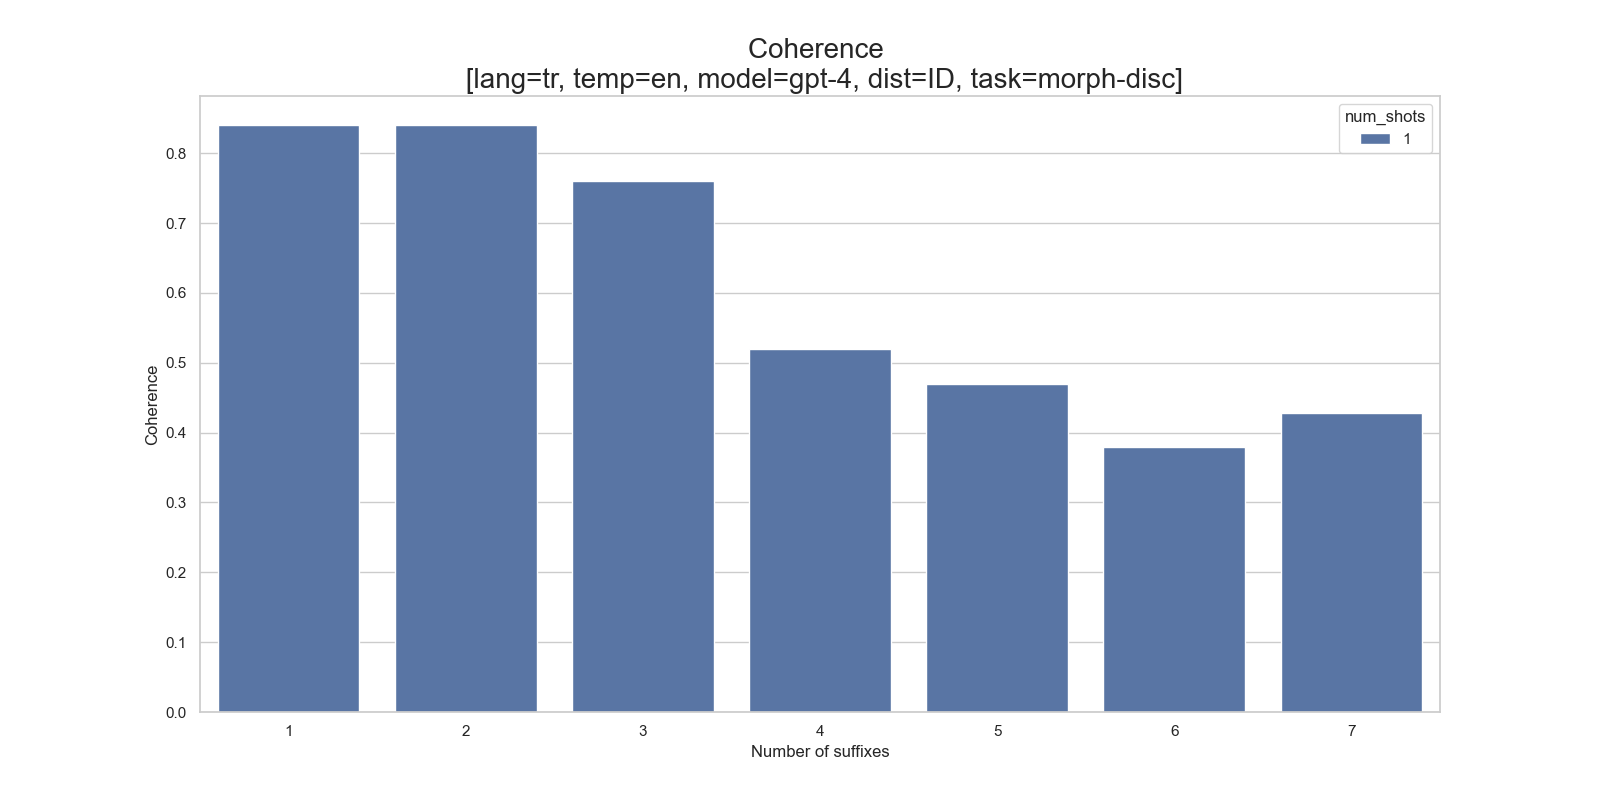 Coherence
[lang=tr, temp=en, model=gpt-4, dist=ID, task=morph-disc]
num_shots
1
0.8
0.7
0.6
0.5
0.4
0.3
0.2
0.1
0.0
Coherence
1 2 3 4 5 6 7
Number of suffixes